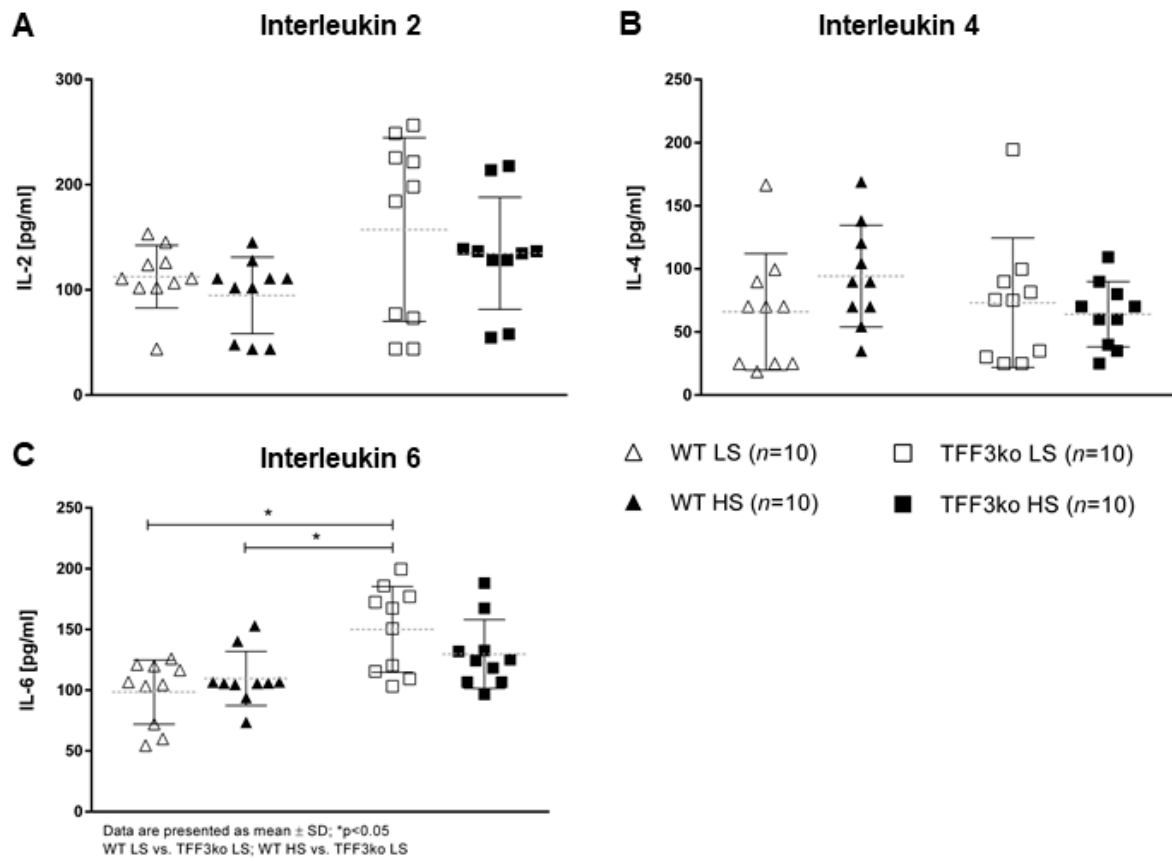 A
Interleukin 2
IL-2 [pg/ml]
300
200
100
0
B
Interleukin 4
IL-4 [pg/ml]
250
200
150
100
50
0
C
Interleukin 6
IL-6 [pg/ml]
250
200
150
100
50
0
*
*
Data are presented as mean ± SD; *p<0.05
WT LS vs. TFF3ko LS; WT HS vs. TFF3ko LS
WT LS (n=10)
TFF3ko LS (n=10)
WT HS (n=10)
TFF3ko HS (n=10)